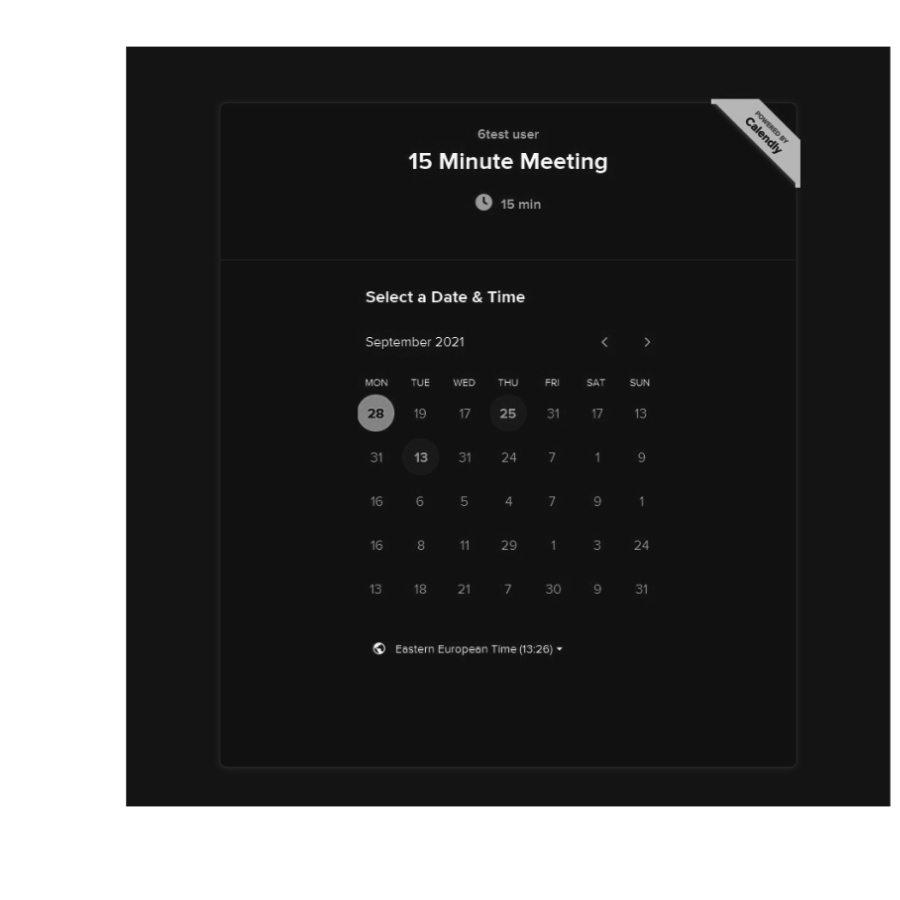 POWERED BY
Calendly
6test user
15 Minute Meeting
15 min
Select a Date & Time
September 2021
MON TUE WED THU FRI SAT SUN
28 19 17 25 31 17 13
31 13 31 24 7 1 9
16 6 5 4 7 9 1
16 8 11 29 1 3 24
13 18 21 7 30 9 31
Eastern European Time (13:26)